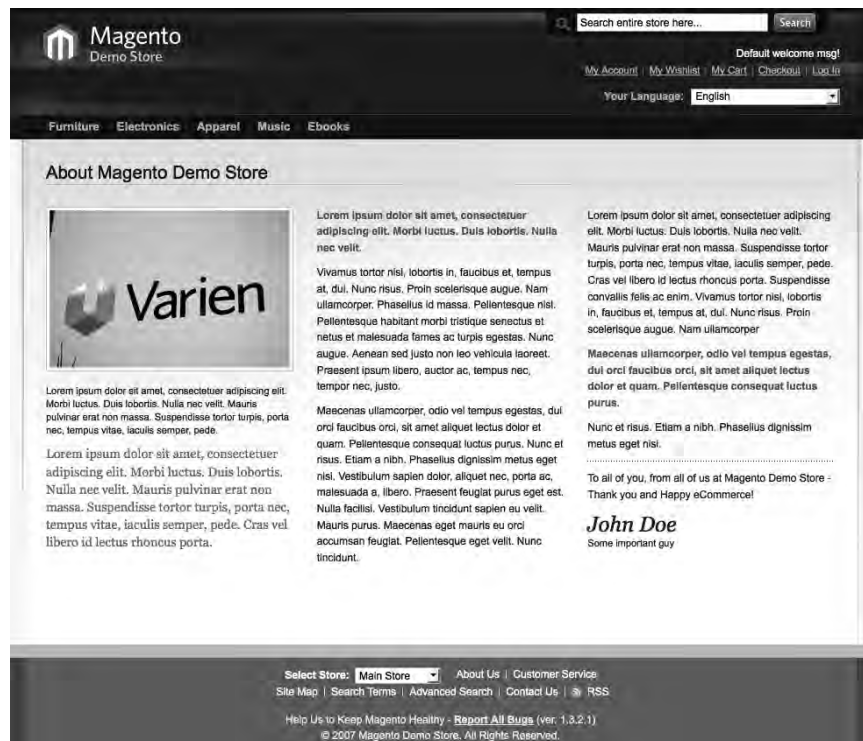 Magento
Demo Store
Search entire store here... Search
Default welcome msg!
My Account | My Wishlist | My Cart | Checkout | Log In
Your Language: English
Furniture Electronics Apparel Music Ebooks
About Magento Demo Store
Varien
Lorem ipsum dolor sit amet, consectetuer adipiscing elit.
Morbi luctus. Duis lobortis. Nulla nec velit. Mauris
pulvinar erat non massa. Suspendisse tortor turpis, porta
nec, tempus vitae, iaculis semper, pede.
Lorem ipsum dolor sit amet, consectetuer
adipiscing elit. Morbi luctus. Duis lobortis.
Nulla nec velit. Mauris pulvinar erat non
massa. Suspendisse tortor turpis, porta nec,
tempus vitae, iaculis semper, pede. Cras vel
libero id lectus rhoncus porta.
Lorem ipsum dolor sit amet, consectetuer
adipiscing elit. Morbi luctus. Duis lobortis. Nulla
nec velit.
Vivamus tortor nisl, lobortis in, faucibus et, tempus
at, dui. Nunc risus. Proin scelerisque augue. Nam
ullamcorper. Phasellus id massa. Pellentesque nisl.
Pellentesque habitant morbi tristique senectus et
netus et malesuada fames ac turpis egestas. Nunc
augue. Aenean sed justo non leo vehicula laoreet.
Praesent ipsum libero, auctor ac, tempus nec,
tempor nec, justo.
Maecenas ullamcorper, odio vel tempus egestas, dui
orci faucibus orci, sit amet aliquet lectus dolor et
quam. Pellentesque consequat luctus purus. Nunc et
risus. Etiam a nibh. Phasellus dignissim metus eget
nisi. Vestibulum sapien dolor, aliquet nec, porta ac,
malesuada a, libero. Praesent feugiat purus eget est.
Nulla facilisi. Vestibulum tincidunt sapien eu velit.
Mauris purus. Maecenas eget mauris eu orci
accumsan feugiat. Pellentesque eget velit. Nunc
tincidunt.
Lorem ipsum dolor sit amet, consectetuer adipiscing
elit. Morbi luctus. Duis lobortis. Nulla nec velit.
Mauris pulvinar erat non massa. Suspendisse tortor
turpis, porta nec, tempus vitae, iaculis semper, pede.
Cras vel libero id lectus rhoncus porta. Suspendisse
convallis felis ac enim. Vivamus tortor nisl, lobortis
in, faucibus et, tempus at, dui. Nunc risus. Proin
scelerisque augue. Nam ullamcorper
Maecenas ullamcorper, odio vel tempus egestas,
dui orci faucibus orci, sit amet aliquet lectus
dolor et quam. Pellentesque consequat luctus
purus.
Nunc et risus. Etiam a nibh. Phasellus dignissim
metus eget nisi.
To all of you, from all of us at Magento Demo Store -
Thank you and Happy eCommerce!
John Doe
Some important guy
Select Store: Main Store About Us | Customer Service
Site Map | Search Terms | Advanced Search | Contact Us | RSS
Help Us to Keep Magento Healthy - Report All Bugs (ver. 1.3.2.1)
© 2007 Magento Demo Store. All Rights Reserved.